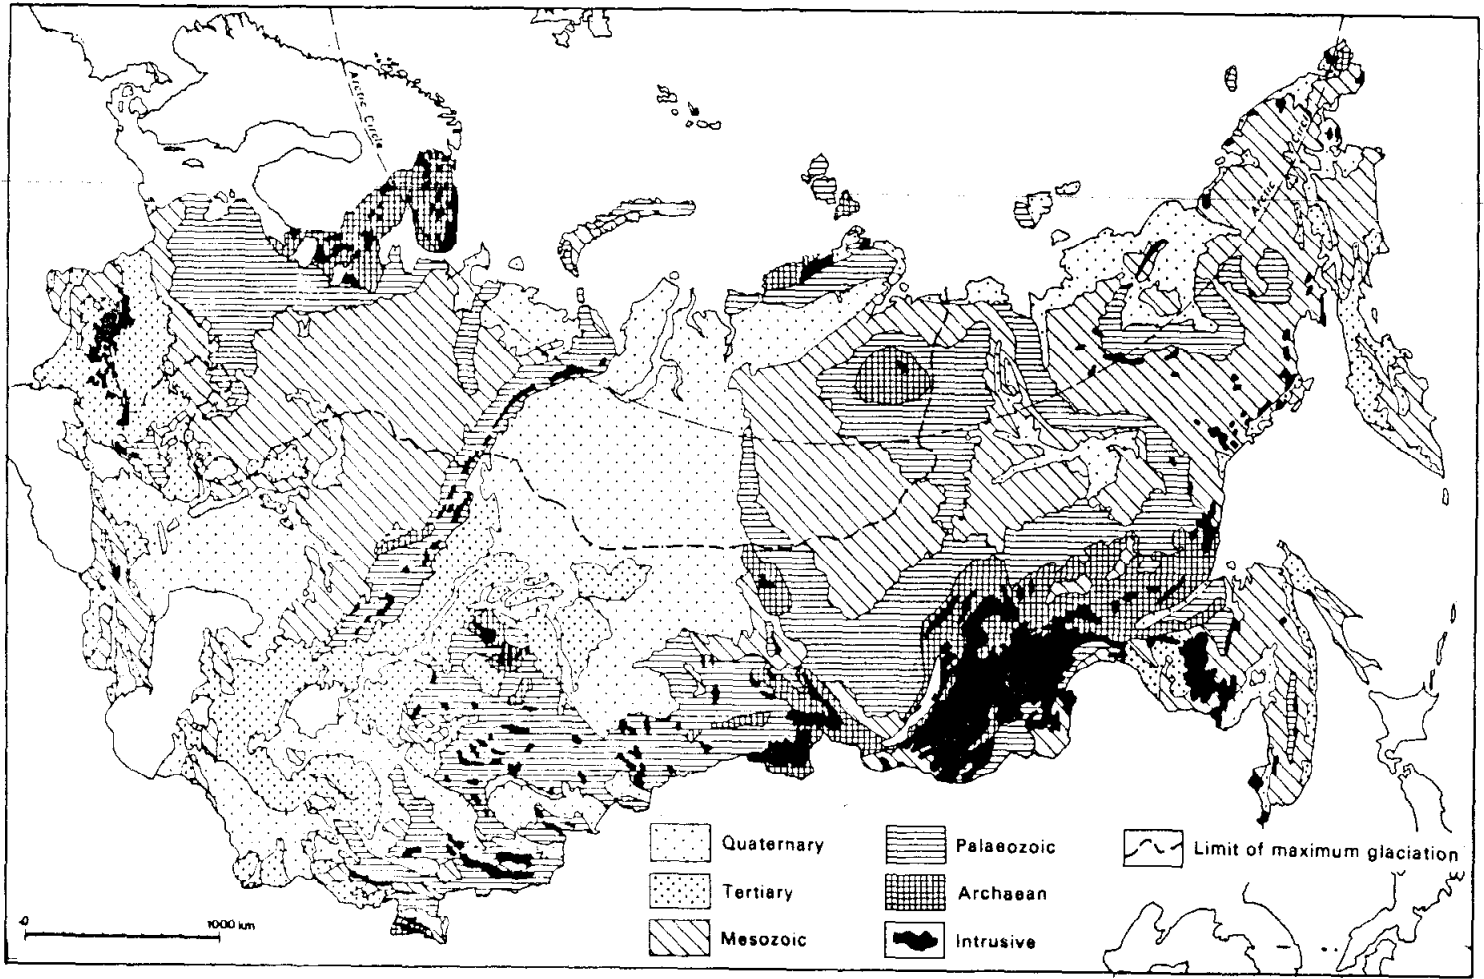 Arctic Circle
Arctic Circle
Quaternary
Palaeozoic
Limit of maximum glaciation
Tertiary
Archaean
Mesozoic
Intrusive
0
1000 km